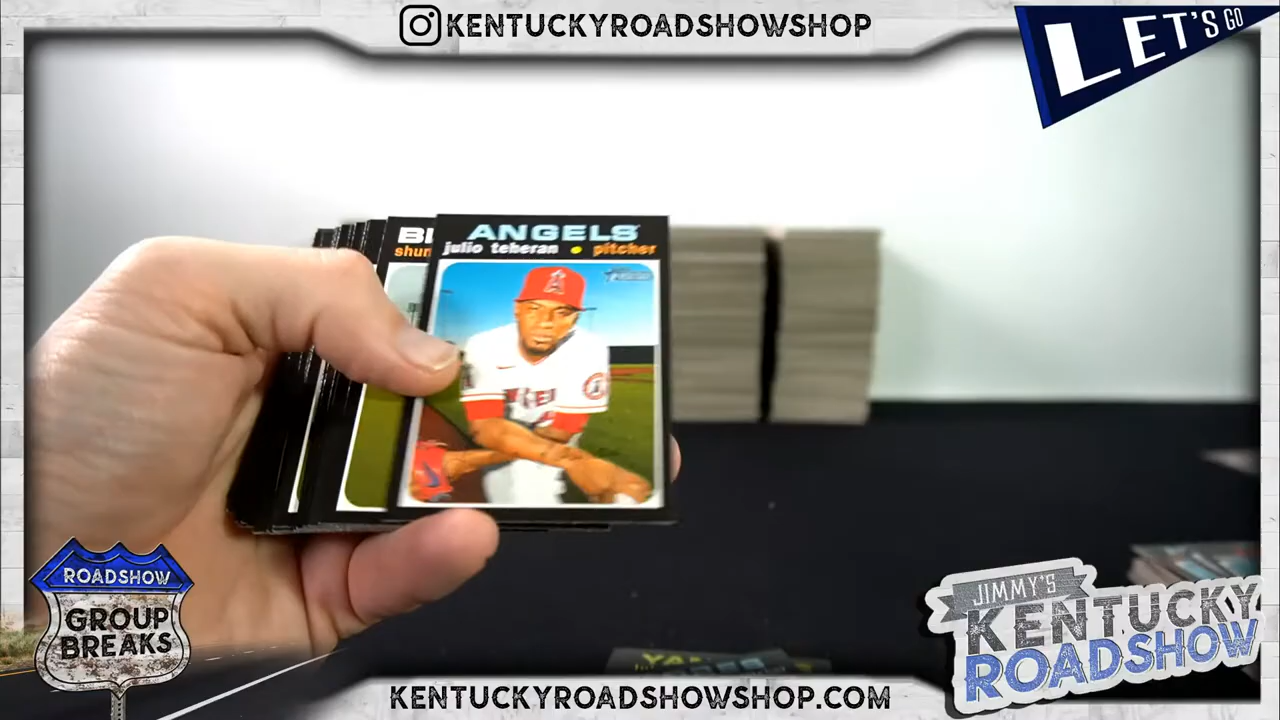 KENTUCKYROADSHOWSHOP
LET'S GO
ANGELS
julio teheran • pitcher
shun
ROADSHOW
GROUP
BREAKS
JIMMY'S
KENTUCKY
ROADSHOW
KENTUCKYROADSHOWSHOP.COM